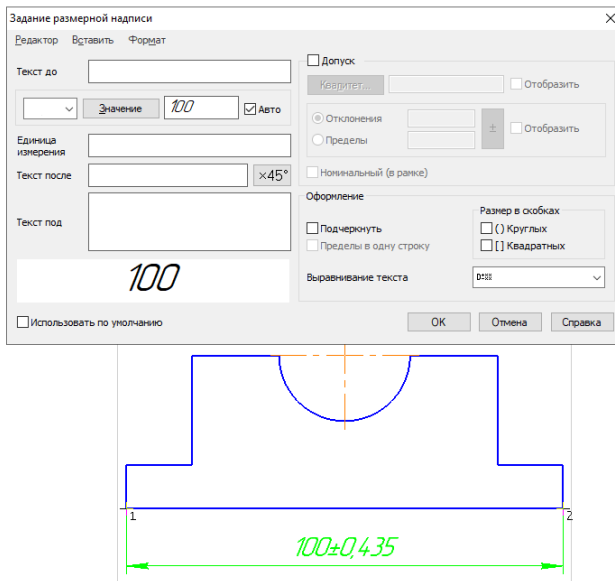 Задание размерной надписи
Редактор Вставить Формат
Текст до
Значение 100 Авто
Единица
измерения
Текст после ×45°
Текст под
100
Использовать по умолчанию
Допуск
Квалитет... Отобразить
Отклонения
± Отобразить
Пределы
Номинальный (в рамке)
Оформление
Подчеркнуть
Пределы в одну строку
Размер в скобках
( ) Круглых
[ ] Квадратных
Выравнивание текста
OK Отмена Справка
1 2
100±0,435